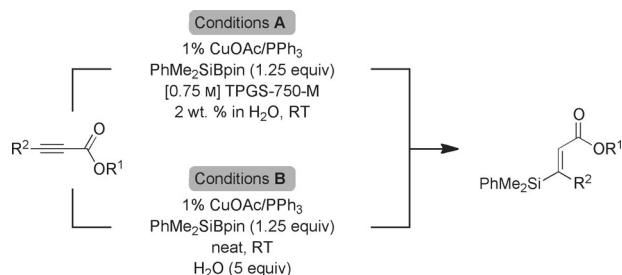 Conditions A
1% CuOAc/PPh₃
PhMe₂SiBpin (1.25 equiv)
[0.75 M] TPGS-750-M
2 wt. % in H₂O, RT
R²
O
OR¹
Conditions B
1% CuOAc/PPh₃
PhMe₂SiBpin (1.25 equiv)
neat, RT
H₂O (5 equiv)
O
OR¹
PhMe₂Si
R²